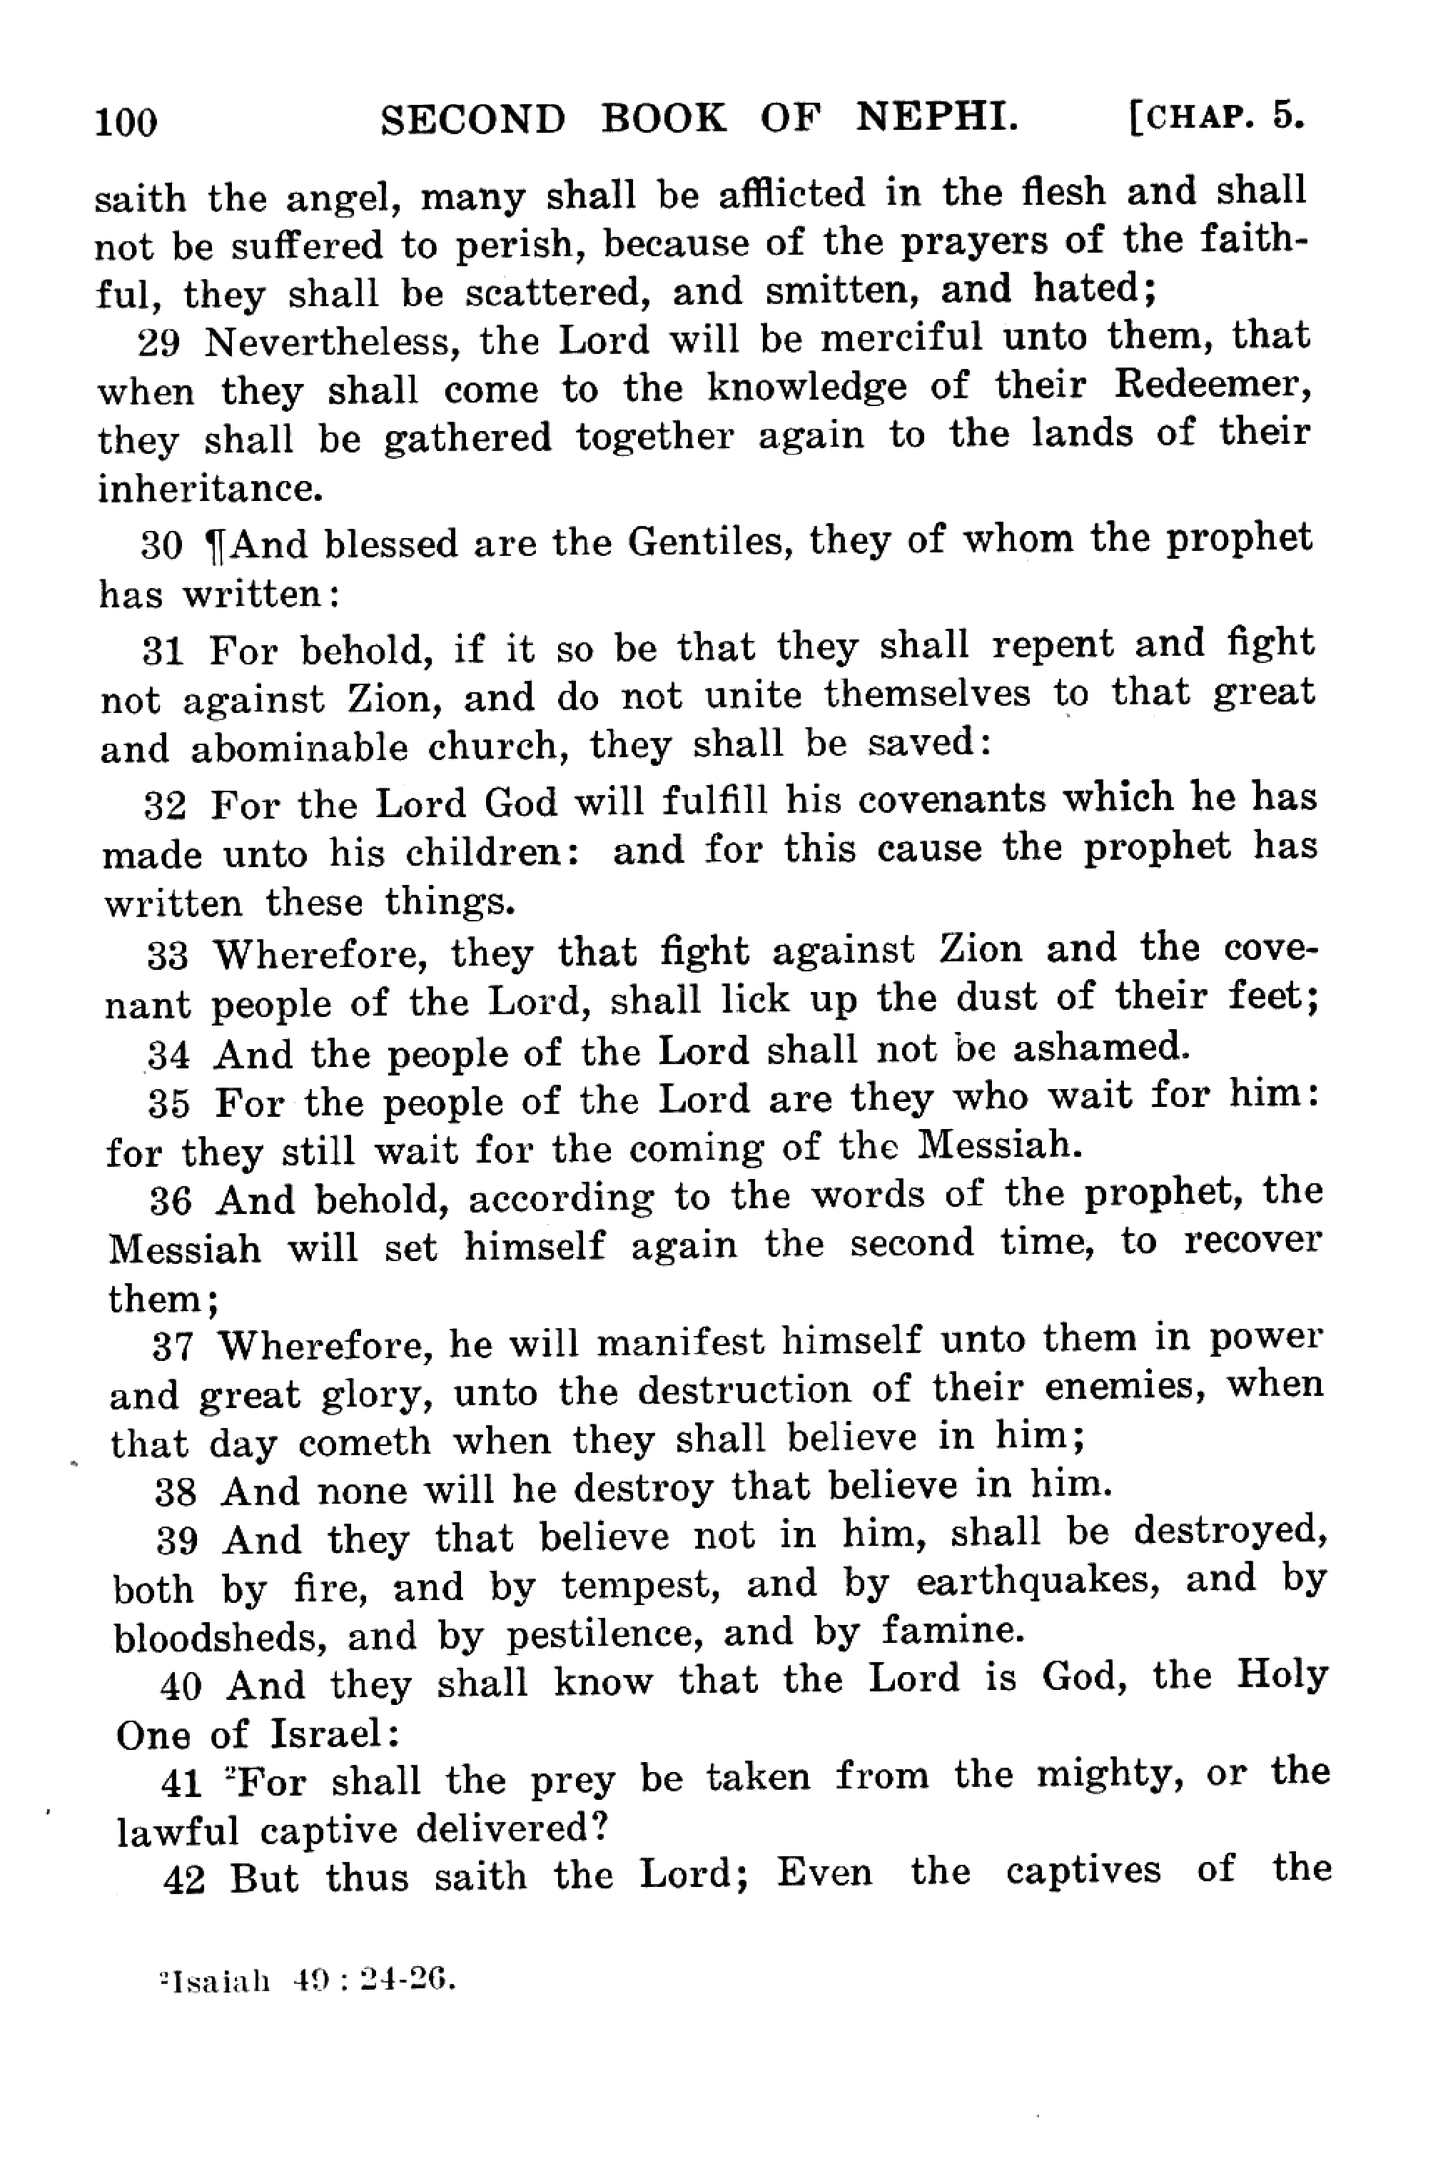 100 SECOND BOOK OF NEPHI. [CHAP. 5.
saith the angel, many shall be afflicted in the flesh and shall
not be suffered to perish, because of the prayers of the faith-
ful, they shall be scattered, and smitten, and hated;
29 Nevertheless, the Lord will be merciful unto them, that
when they shall come to the knowledge of their Redeemer,
they shall be gathered together again to the lands of their
inheritance.
30 ¶And blessed are the Gentiles, they of whom the prophet
has written:
31 For behold, if it so be that they shall repent and fight
not against Zion, and do not unite themselves to that great
and abominable church, they shall be saved:
32 For the Lord God will fulfill his covenants which he has
made unto his children: and for this cause the prophet has
written these things.
33 Wherefore, they that fight against Zion and the cove-
nant people of the Lord, shall lick up the dust of their feet;
34 And the people of the Lord shall not be ashamed.
35 For the people of the Lord are they who wait for him:
for they still wait for the coming of the Messiah.
36 And behold, according to the words of the prophet, the
Messiah will set himself again the second time, to recover
them;
37 Wherefore, he will manifest himself unto them in power
and great glory, unto the destruction of their enemies, when
that day cometh when they shall believe in him;
38 And none will he destroy that believe in him.
39 And they that believe not in him, shall be destroyed,
both by fire, and by tempest, and by earthquakes, and by
bloodsheds, and by pestilence, and by famine.
40 And they shall know that the Lord is God, the Holy
One of Israel:
41 ²For shall the prey be taken from the mighty, or the
lawful captive delivered?
42 But thus saith the Lord; Even the captives of the
²Isaiah 49: 24-26.